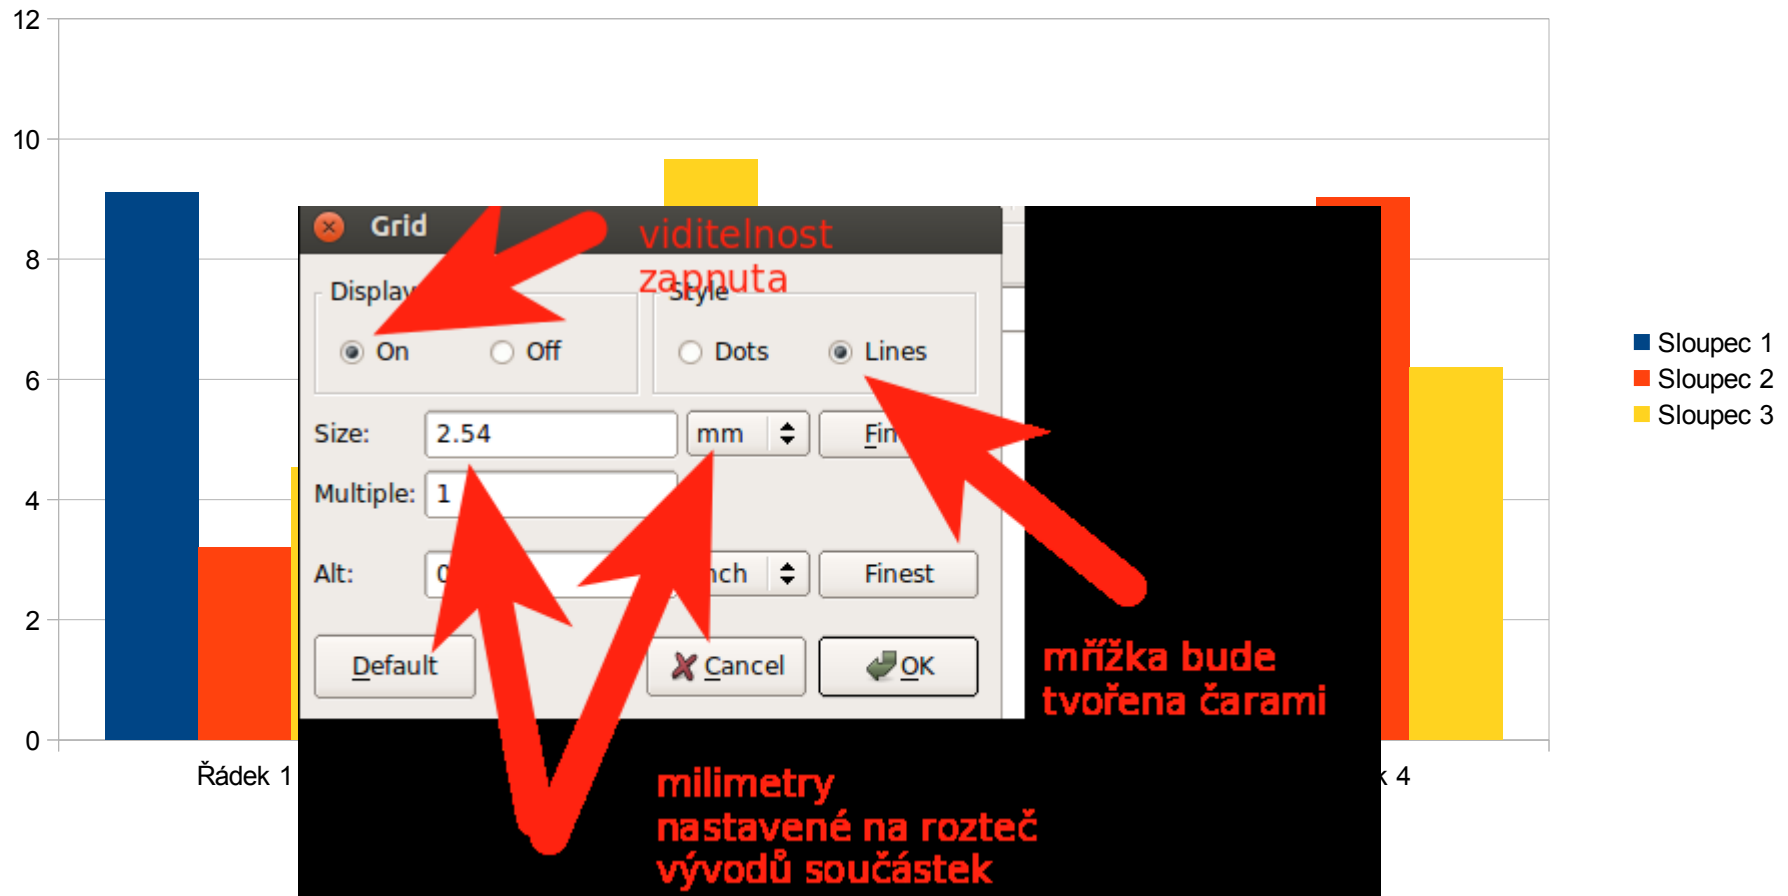 12
10
8
6
4
2
0
Řádek 1
4
Sloupec 1
Sloupec 2
Sloupec 3
Grid
viditelnost
zapnuta
Display
Style
On
Off
Dots
Lines
Size:
2.54
mm
Multiple:
1
Alt:
Finest
Default
Cancel
OK
mřížka bude
tvořena čarami
milimetry
nastavené na rozteč
vývodů součástek